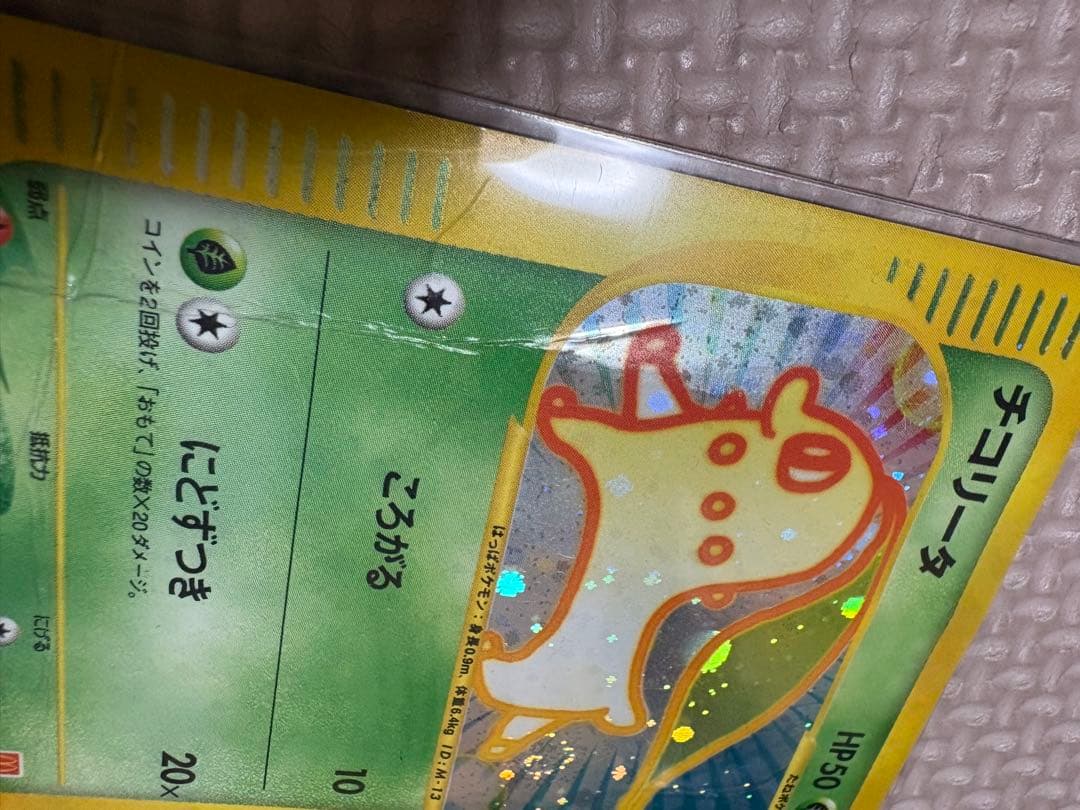 チコリータ
HP50
はっぱポケモン：身長0.9m, 体重6.4kg ID:M-13
ころがる
10
にどずつき
20×
コインを2回投げ、「おもて」の数×20ダメージ。
弱点
抵抗力
にげる